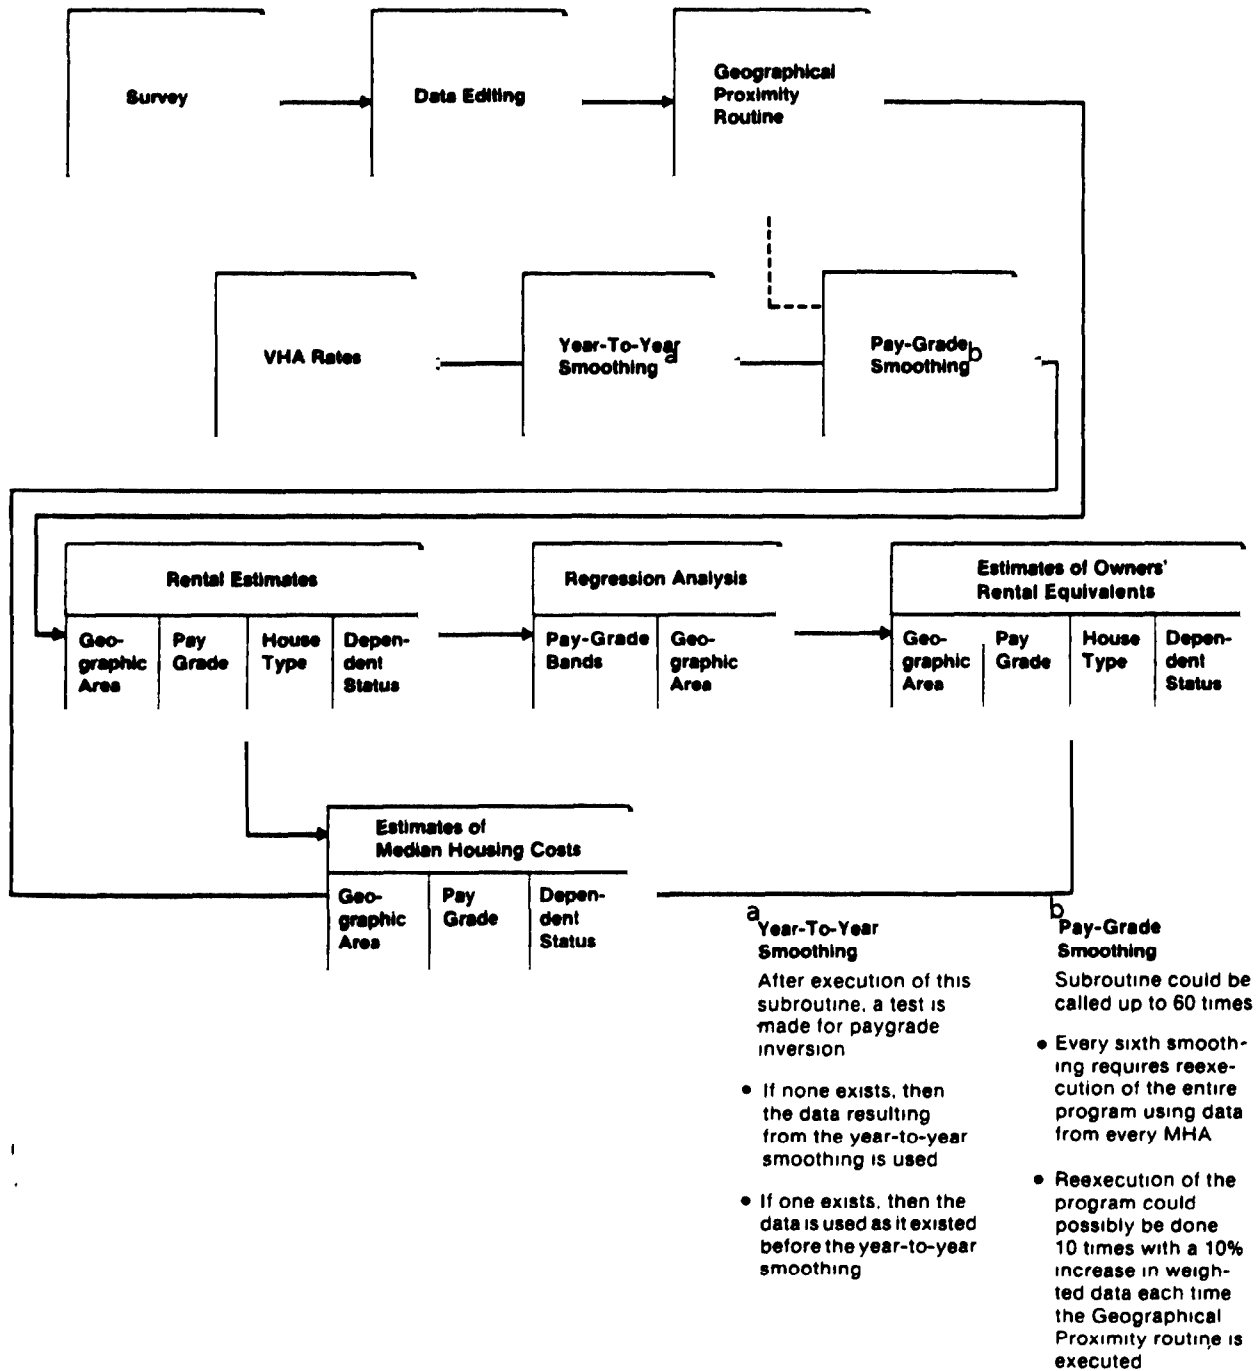 Survey
Data Editing
Geographical
Proximity
Routine
VHA Rates
Year-To-Year
Smoothing a
Pay-Grade
Smoothing b
Rental Estimates
Geo-
graphic
Area
Pay
Grade
House
Type
Depen-
dent
Status
Regression Analysis
Pay-Grade
Bands
Geo-
graphic
Area
Estimates of Owners'
Rental Equivalents
Geo-
graphic
Area
Pay
Grade
House
Type
Depen-
dent
Status
Estimates of
Median Housing Costs
Geo-
graphic
Area
Pay
Grade
Depen-
dent
Status
a
Year-To-Year
Smoothing
After execution of this
subroutine, a test is
made for paygrade
inversion
• If none exists, then
the data resulting
from the year-to-year
smoothing is used
• If one exists, then the
data is used as it existed
before the year-to-year
smoothing
b
Pay-Grade
Smoothing
Subroutine could be
called up to 60 times
• Every sixth smooth-
ing requires reexe-
cution of the entire
program using data
from every MHA
• Reexecution of the
program could
possibly be done
10 times with a 10%
increase in weigh-
ted data each time
the Geographical
Proximity routine is
executed